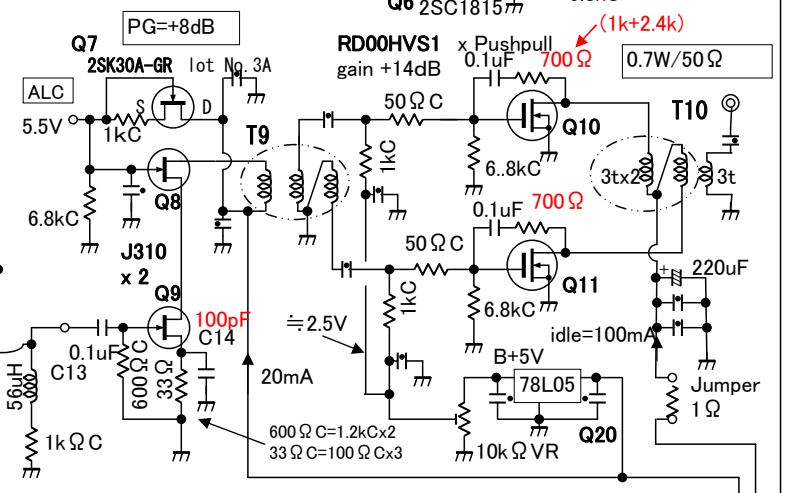 Q6 2SC1815
(1k+2.4k)
PG=+8dB
Q7
2SK30A-GR lot No.3A
RD00HVS1 x Pushpull
gain +14dB
0.1uF 700Ω
0.7W/50Ω
ALC
S D
5.5V
1kC
T9
50ΩC
Q10
T10
1kC
6..8kC
3tx2
3t
Q8
6.8kC
0.1uF 700Ω
J310
x 2
50ΩC
Q11
Q9
1kC
6.8kC
220uF
+
100pF
C14
≒2.5V
idle=100mA
0.1uF
C13
600ΩC
33Ω
56uH
20mA
B+5V
78L05
Jumper
1Ω
1kΩC
600ΩC=1.2kCx2
33ΩC=100ΩCx3
10kΩVR
Q20